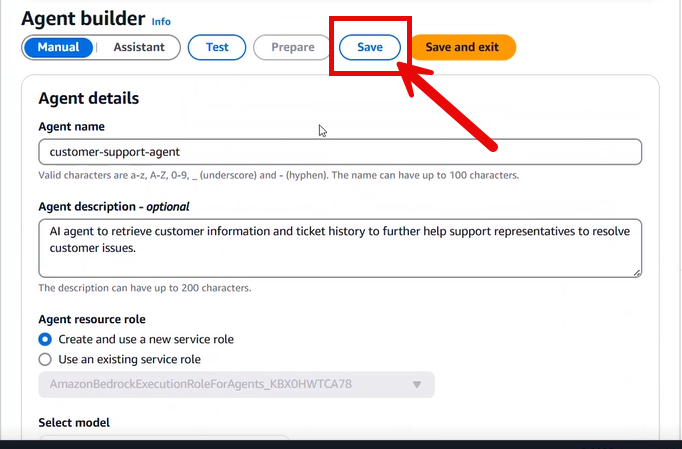 Agent builder Info
Manual Assistant Test Prepare Save Save and exit
Agent details
Agent name
customer-support-agent
Valid characters are a-z, A-Z, 0-9, _ (underscore) and - (hyphen). The name can have up to 100 characters.
Agent description - optional
AI agent to retrieve customer information and ticket history to further help support representatives to resolve
customer issues.
The description can have up to 200 characters.
Agent resource role
Create and use a new service role
Use an existing service role
AmazonBedrockExecutionRoleForAgents_KBX0HWTCA78
Select model